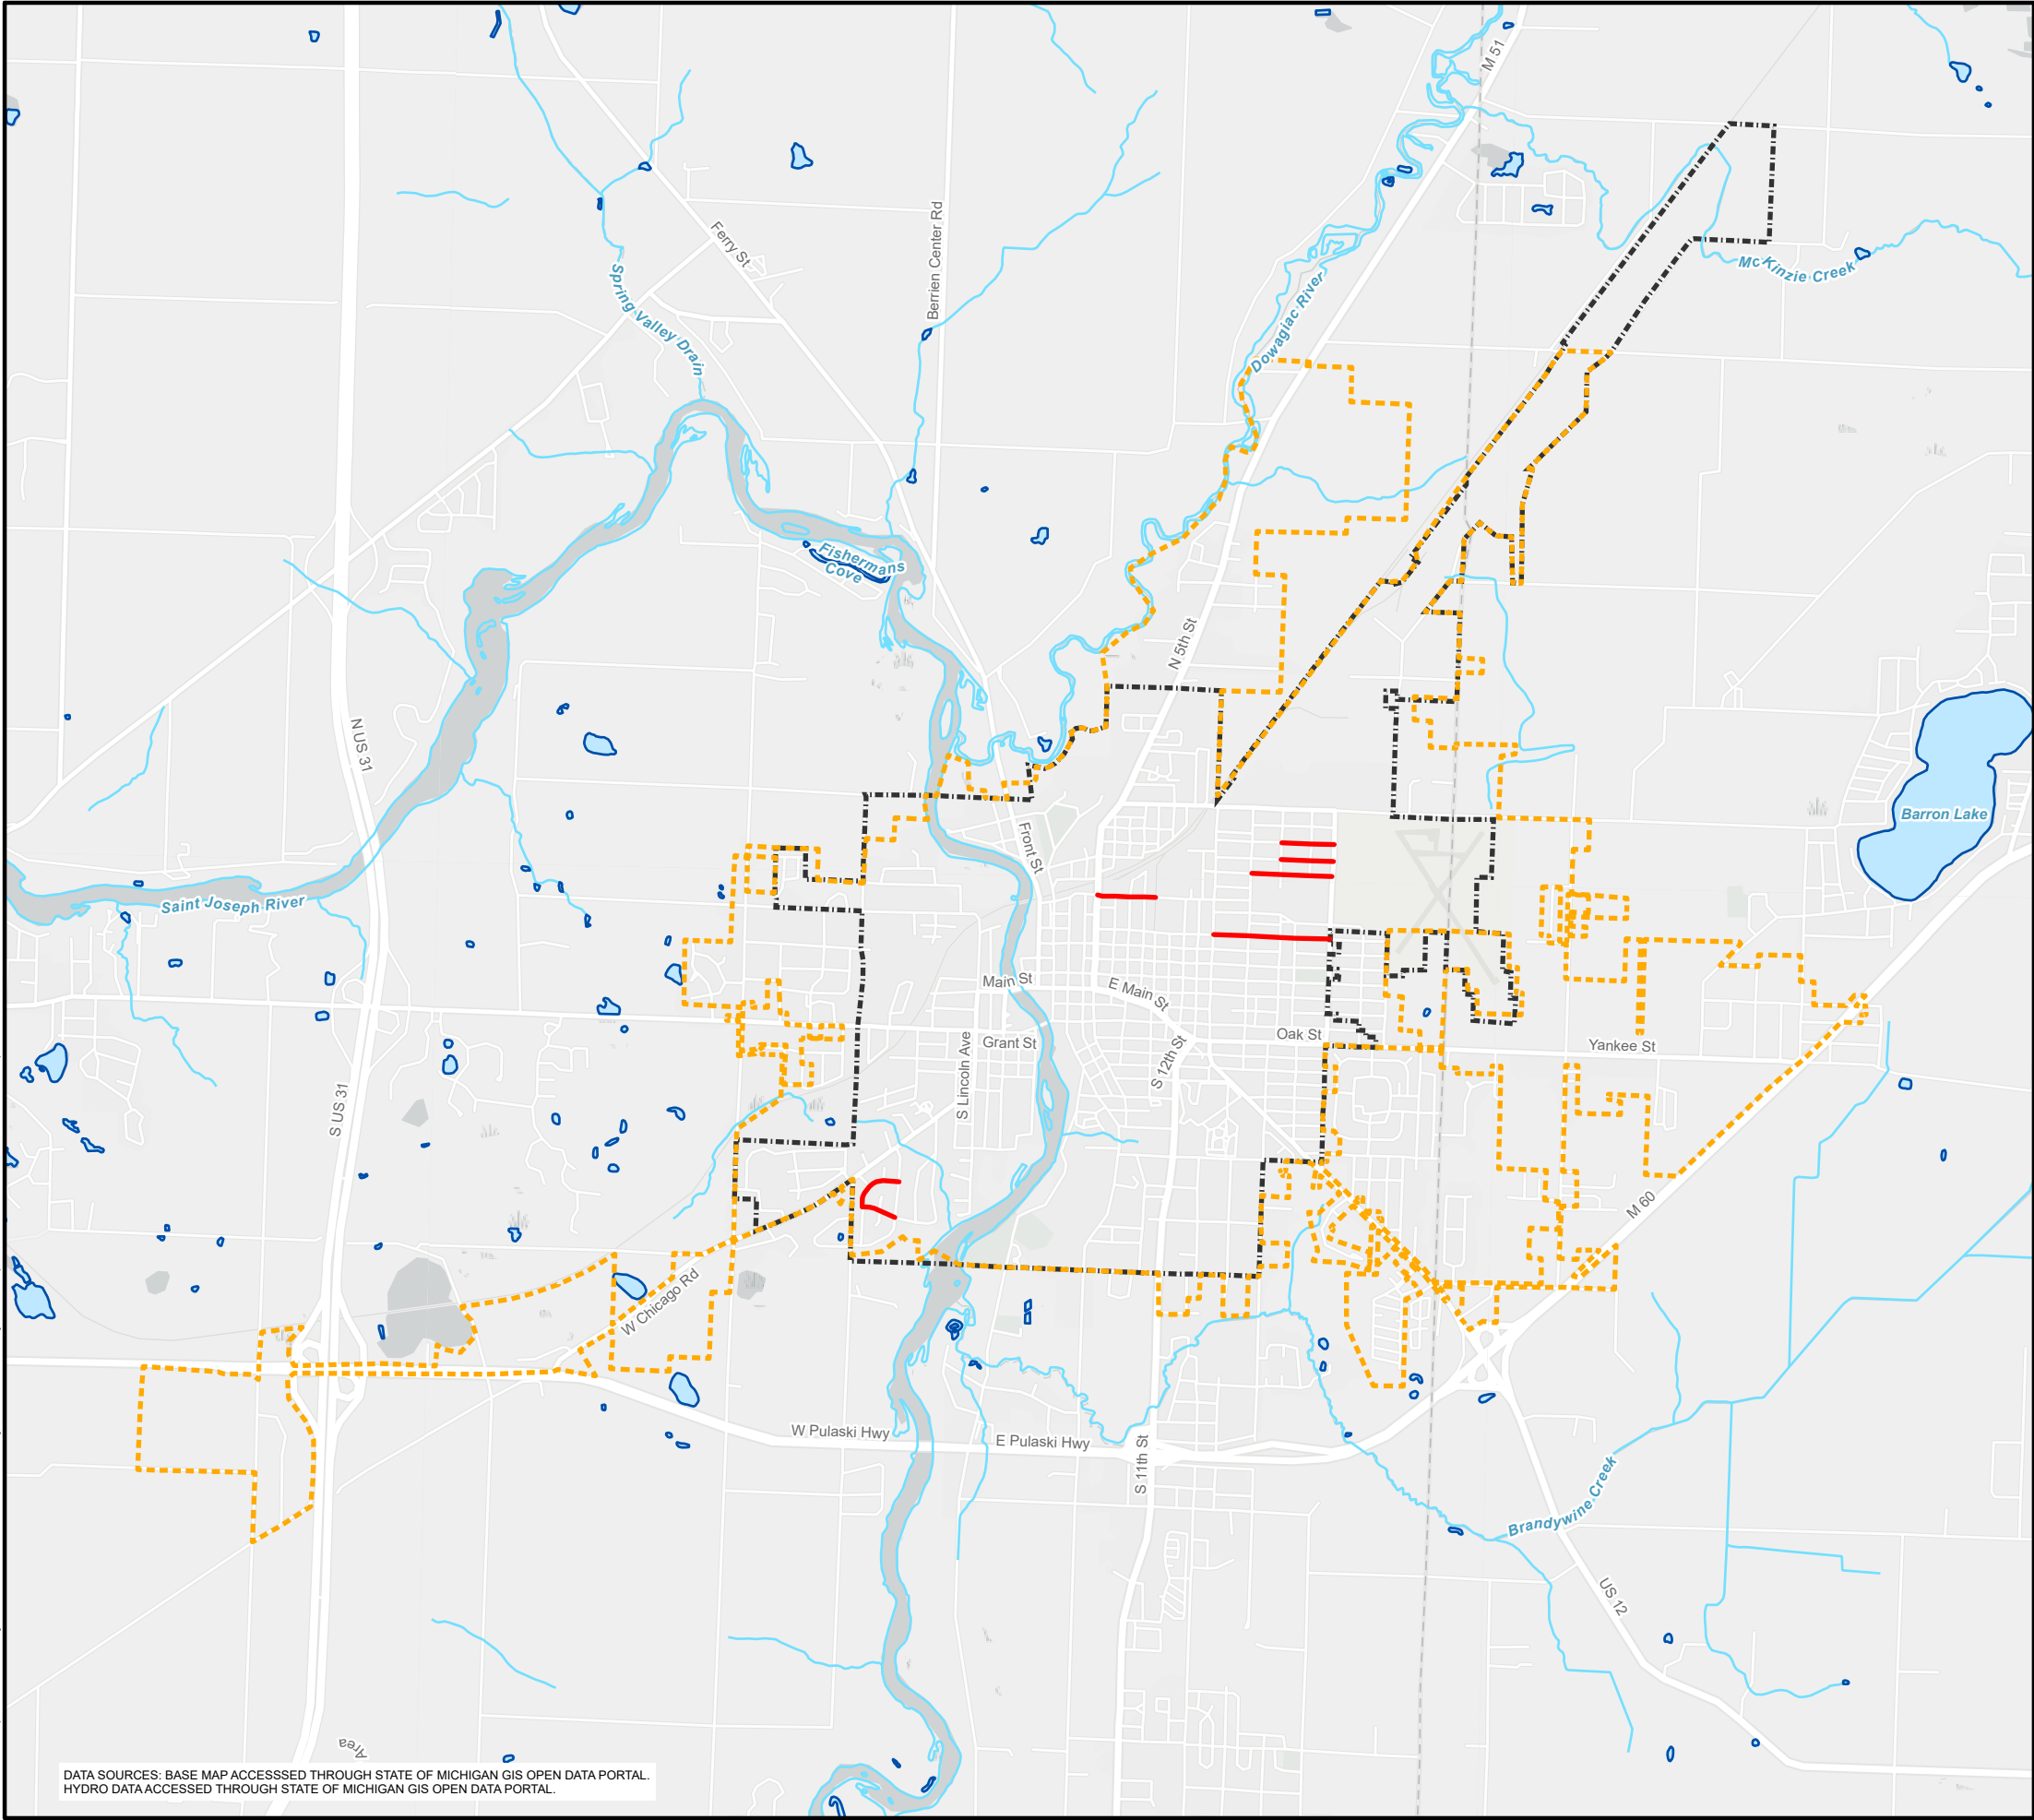 M 51
Ferry St
Berrien Center Rd
Spring Valley Drain
Dowagiac River
McKinzie Creek
Fishermans
Cove
N 5th St
N US 31
Barron Lake
Front St
Saint Joseph River
Main St
E Main St
Grant St
Oak St
Yankee St
S Lincoln Ave
S 12th St
S US 31
M 60
W Chicago Rd
W Pulaski Hwy
E Pulaski Hwy
S 11th St
Brandywine Creek
US 12
Area
DATA SOURCES: BASE MAP ACCESSSED THROUGH STATE OF MICHIGAN GIS OPEN DATA PORTAL.
HYDRO DATA ACCESSED THROUGH STATE OF MICHIGAN GIS OPEN DATA PORTAL.